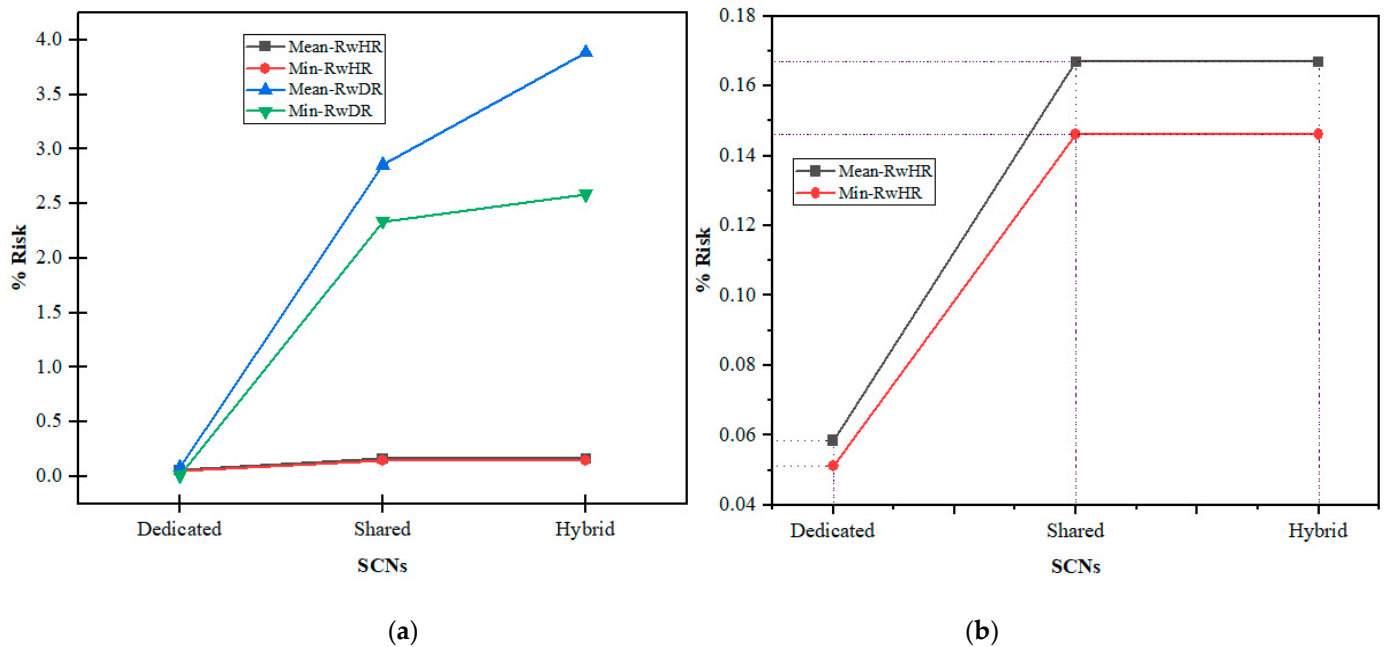 4.0
3.5
3.0
2.5
2.0
1.5
1.0
0.5
0.0
% Risk
Mean-RwHR
Min-RwHR
Mean-RwDR
Min-RwDR
Dedicated Shared Hybrid
SCNs
(a)
0.18
0.16
0.14
0.12
0.10
0.08
0.06
0.04
% Risk
Mean-RwHR
Min-RwHR
Dedicated Shared Hybrid
SCNs
(b)